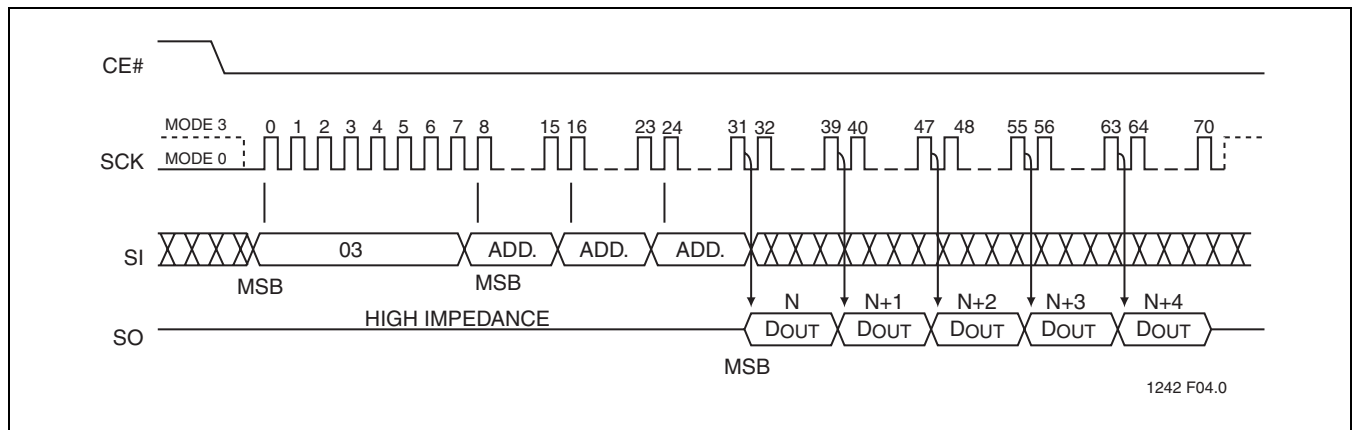 CE#
MODE 3
MODE 0
SCK
0 1 2 3 4 5 6 7 8 15 16 23 24 31 32 39 40 47 48 55 56 63 64 70
SI
03 ADD. ADD. ADD.
MSB MSB
HIGH IMPEDANCE
N N+1 N+2 N+3 N+4
SO
DOUT DOUT DOUT DOUT DOUT
MSB
1242 F04.0